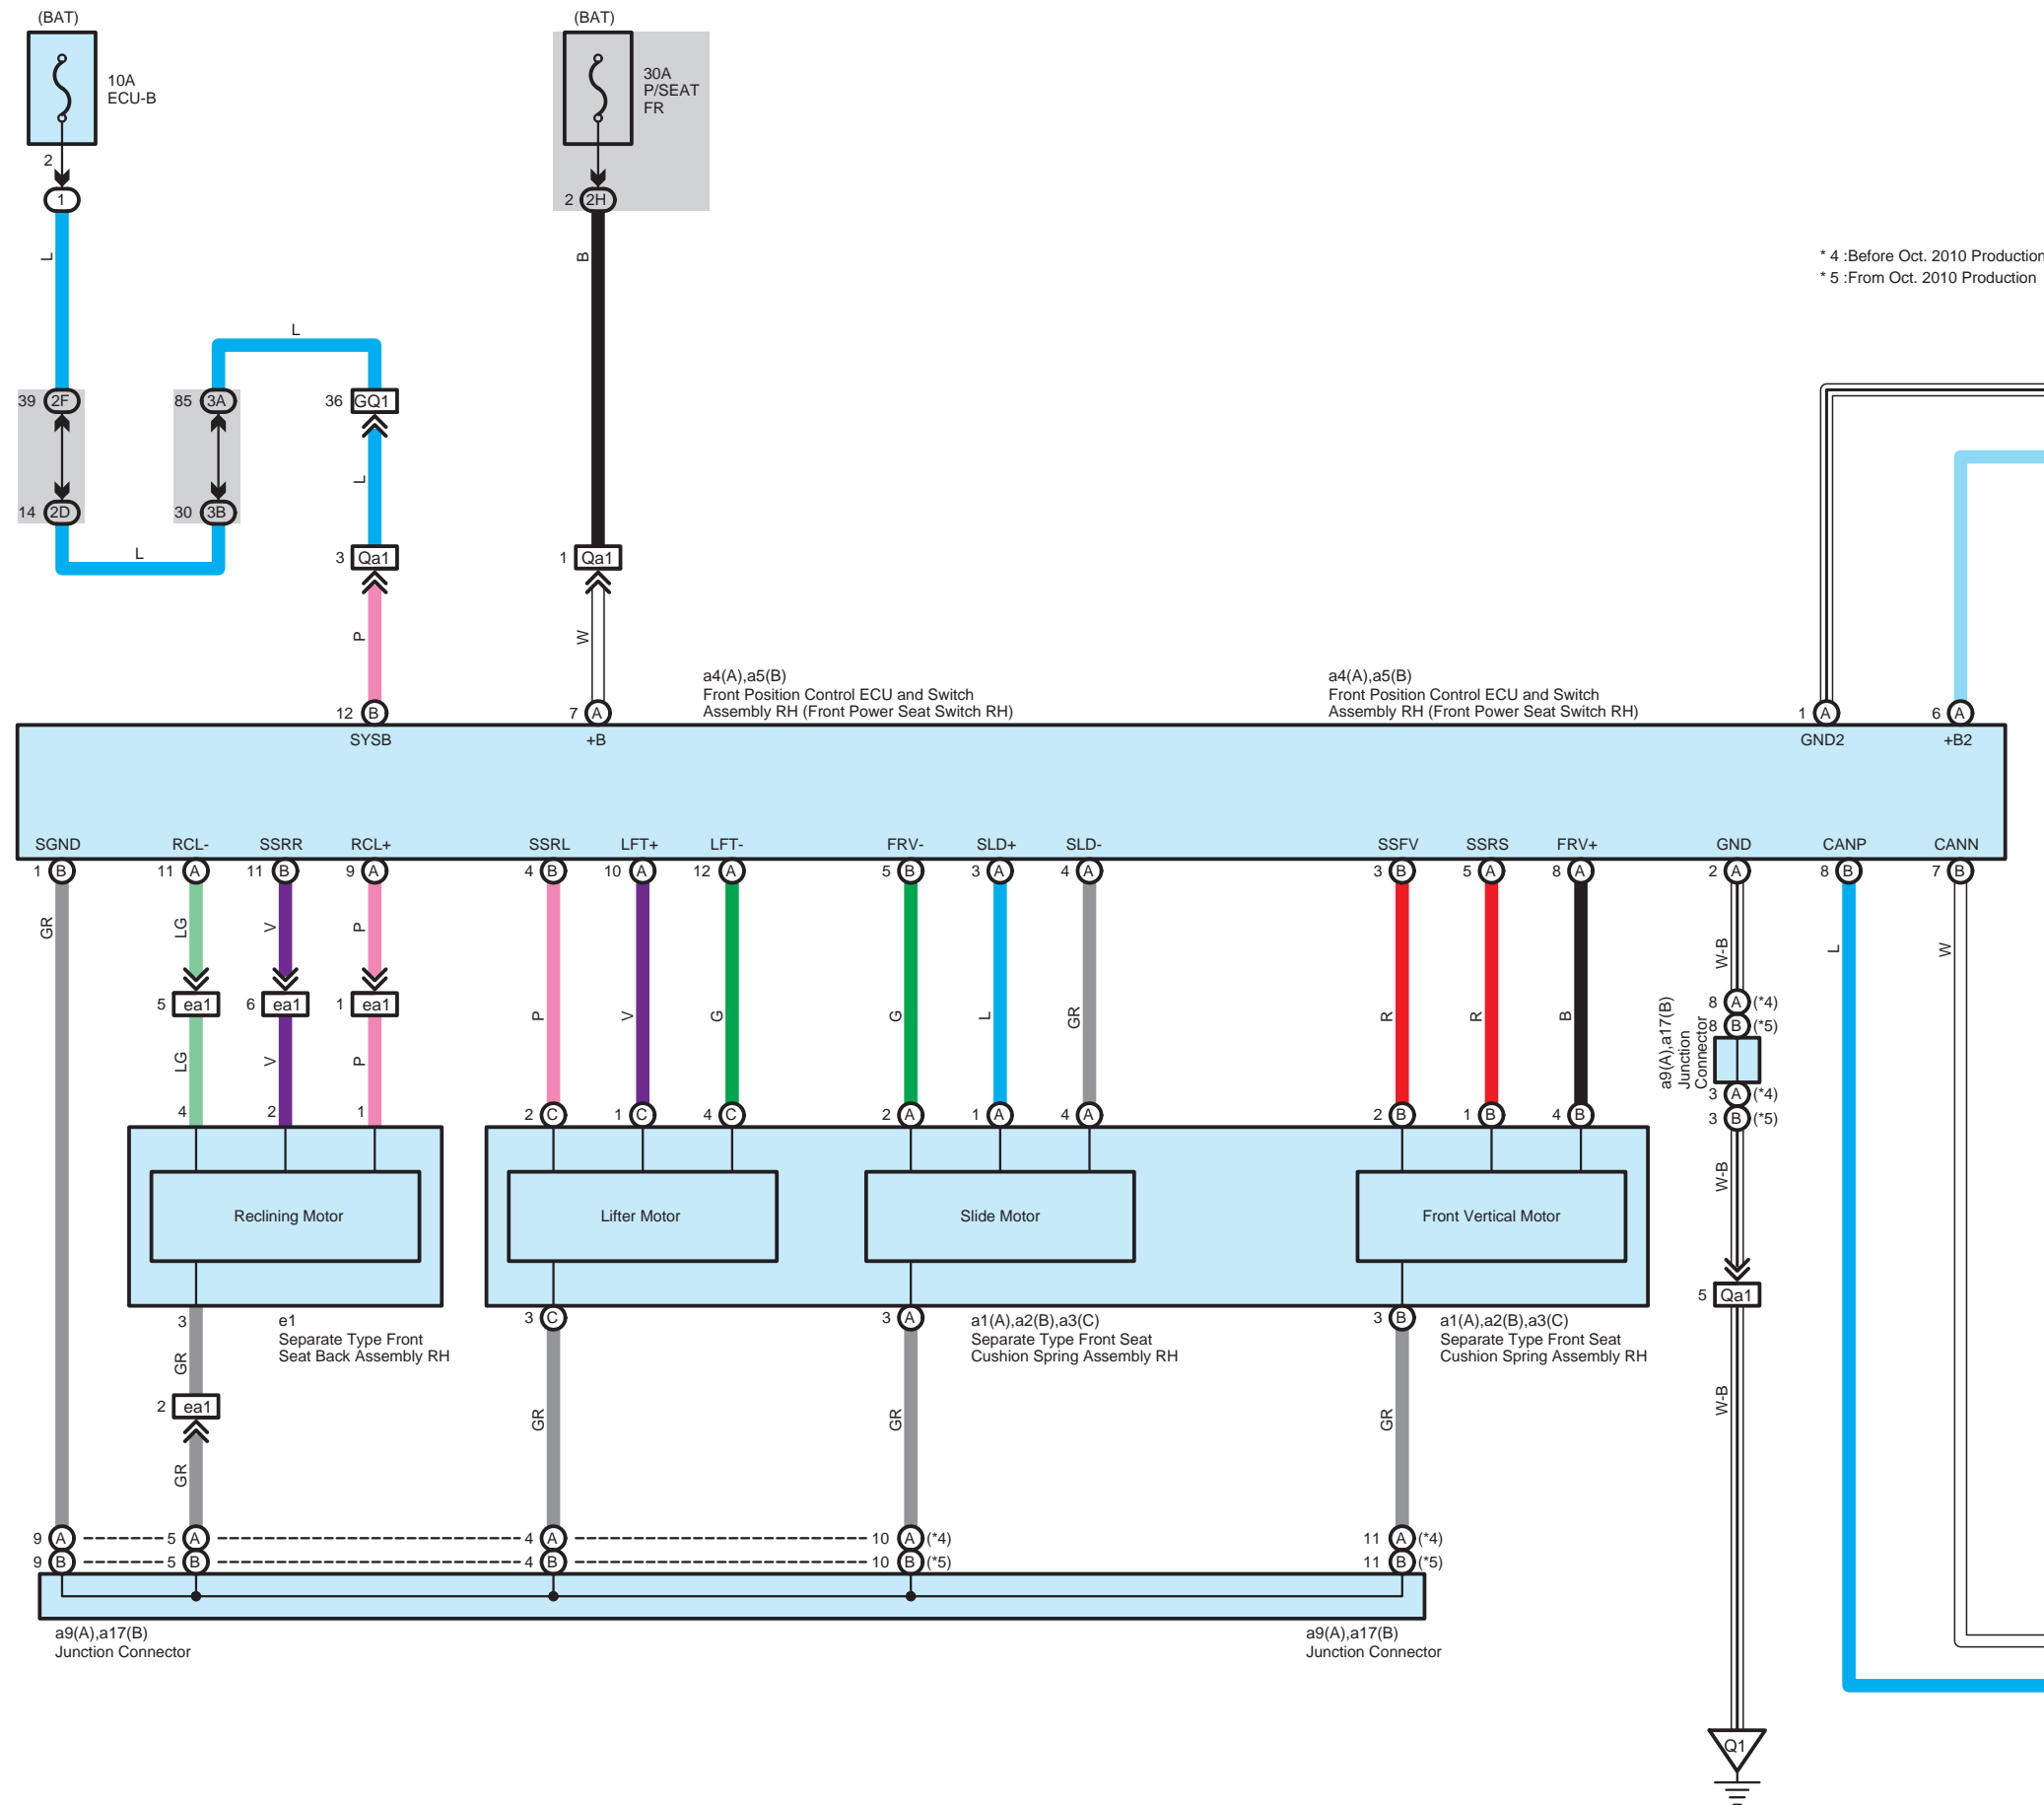 (BAT)
(BAT)
10A
ECU-B
30A
P/SEAT
FR
2
1
2 2H
L
B
* 4 :Before Oct. 2010 Production
* 5 :From Oct. 2010 Production
L
39 2F
85 3A
36 GQ1
L
14 2D
30 3B
L
3 Qa1
1 Qa1
P
W
a4(A),a5(B)
Front Position Control ECU and Switch
Assembly RH (Front Power Seat Switch RH)
a4(A),a5(B)
Front Position Control ECU and Switch
Assembly RH (Front Power Seat Switch RH)
12 B
7 A
1 A
6 A
SYSB
+B
GND2
+B2
SGND RCL- SSRR RCL+ SSRL LFT+ LFT- FRV- SLD+ SLD- SSFV SSRS FRV+ GND CANP CANN
1 B 11 A 11 B 9 A 4 B 10 A 12 A 5 B 3 A 4 A 3 B 5 A 8 A 2 A 8 B 7 B
GR LG V P W-B L W
5 ea1 6 ea1 1 ea1
P V G G L GR R R B
8 A (*4)
8 B (*5)
a9(A),a17(B)
Junction
Connector
LG V P
3 A (*4)
3 B (*5)
4 2 1 2 C 1 C 4 C 2 A 1 A 4 A 2 B 1 B 4 B
W-B
Reclining Motor
Lifter Motor
Slide Motor
Front Vertical Motor
5 Qa1
3
3 C
3 A
3 B
e1
Separate Type Front
Seat Back Assembly RH
a1(A),a2(B),a3(C)
Separate Type Front Seat
Cushion Spring Assembly RH
a1(A),a2(B),a3(C)
Separate Type Front Seat
Cushion Spring Assembly RH
GR
2 ea1
GR GR GR W-B
GR
9 A 5 A 4 A 10 A (*4) 11 A (*4)
9 B 5 B 4 B 10 B (*5) 11 B (*5)
a9(A),a17(B)
Junction Connector
a9(A),a17(B)
Junction Connector
Q1